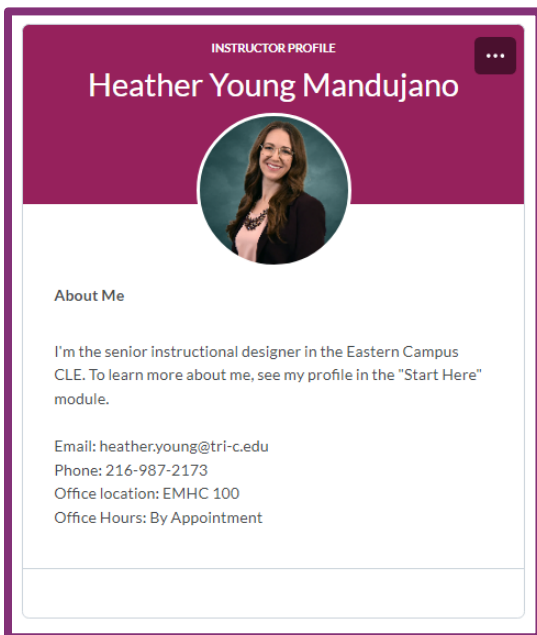 INSTRUCTOR PROFILE
Heather Young Mandujano
About Me
I'm the senior instructional designer in the Eastern Campus
CLE. To learn more about me, see my profile in the "Start Here"
module.
Email: heather.young@tri-c.edu
Phone: 216-987-2173
Office location: EMHC 100
Office Hours: By Appointment